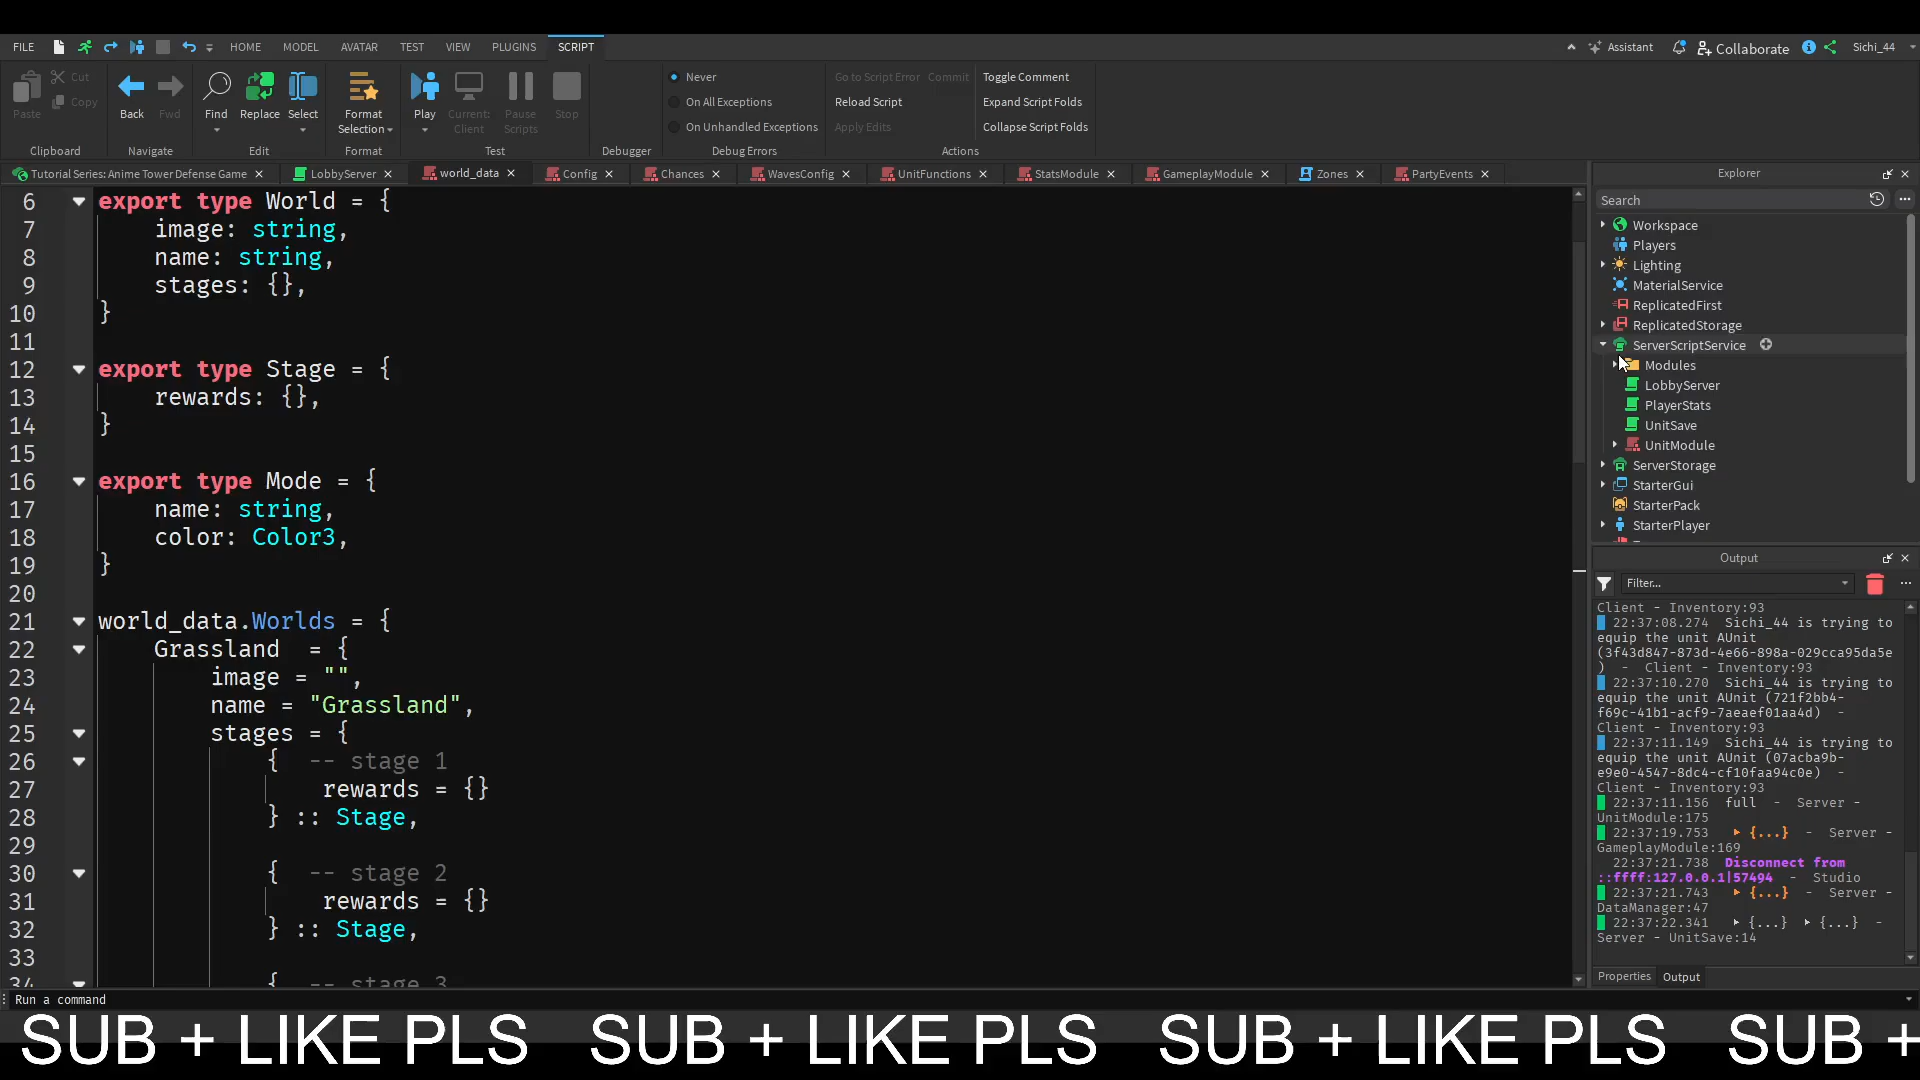 FILE HOME MODEL AVATAR TEST VIEW PLUGINS SCRIPT Assistant Collaborate Sichi_44
Paste Cut Copy Back Fwd Find Replace Select Format Selection Play Current: Client Pause Scripts Stop
Never Go to Script Error Commit Toggle Comment
On All Exceptions Reload Script Expand Script Folds
On Unhandled Exceptions Apply Edits Collapse Script Folds
Clipboard Navigate Edit Format Test Debugger Debug Errors Actions
Tutorial Series: Anime Tower Defense Game LobbyServer world_data Config Chances WavesConfig UnitFunctions StatsModule GameplayModule Zones PartyEvents
6 export type World = {
7 image: string,
8 name: string,
9 stages: {},
10 }
11
12 export type Stage = {
13 rewards: {},
14 }
15
16 export type Mode = {
17 name: string,
18 color: Color3,
19 }
20
21 world_data.Worlds = {
22 Grassland = {
23 image = "",
24 name = "Grassland",
25 stages = {
26 { -- stage 1
27 rewards = {}
28 } :: Stage,
29
30 { -- stage 2
31 rewards = {}
32 } :: Stage,
33
34 { -- stage 3
Explorer
Search
Workspace
Players
Lighting
MaterialService
ReplicatedFirst
ReplicatedStorage
ServerScriptService
Modules
LobbyServer
PlayerStats
UnitSave
UnitModule
ServerStorage
StarterGui
StarterPack
StarterPlayer
Output
Filter...
Client - Inventory:93
22:37:08.274 Sichi_44 is trying to
equip the unit AUnit
(3f43d847-873d-4e66-898a-029cca95da5e
) - Client - Inventory:93
22:37:10.270 Sichi_44 is trying to
equip the unit AUnit (721f2bb4-
f69c-41b1-acf9-7aeaef01aa4d) -
Client - Inventory:93
22:37:11.149 Sichi_44 is trying to
equip the unit AUnit (07acba9b-
e9e0-4547-8dc4-cf10faa94c0e) -
Client - Inventory:93
22:37:11.156 full - Server -
UnitModule:175
22:37:19.753 {...} - Server -
GameplayModule:169
22:37:21.738 Disconnect from
::ffff:127.0.0.1|57494 - Studio
22:37:21.743 {...} - Server -
DataManager:47
22:37:22.341 {...} {...} -
Server - UnitSave:14
Properties Output
Run a command
SUB + LIKE PLS SUB + LIKE PLS SUB + LIKE PLS SUB +